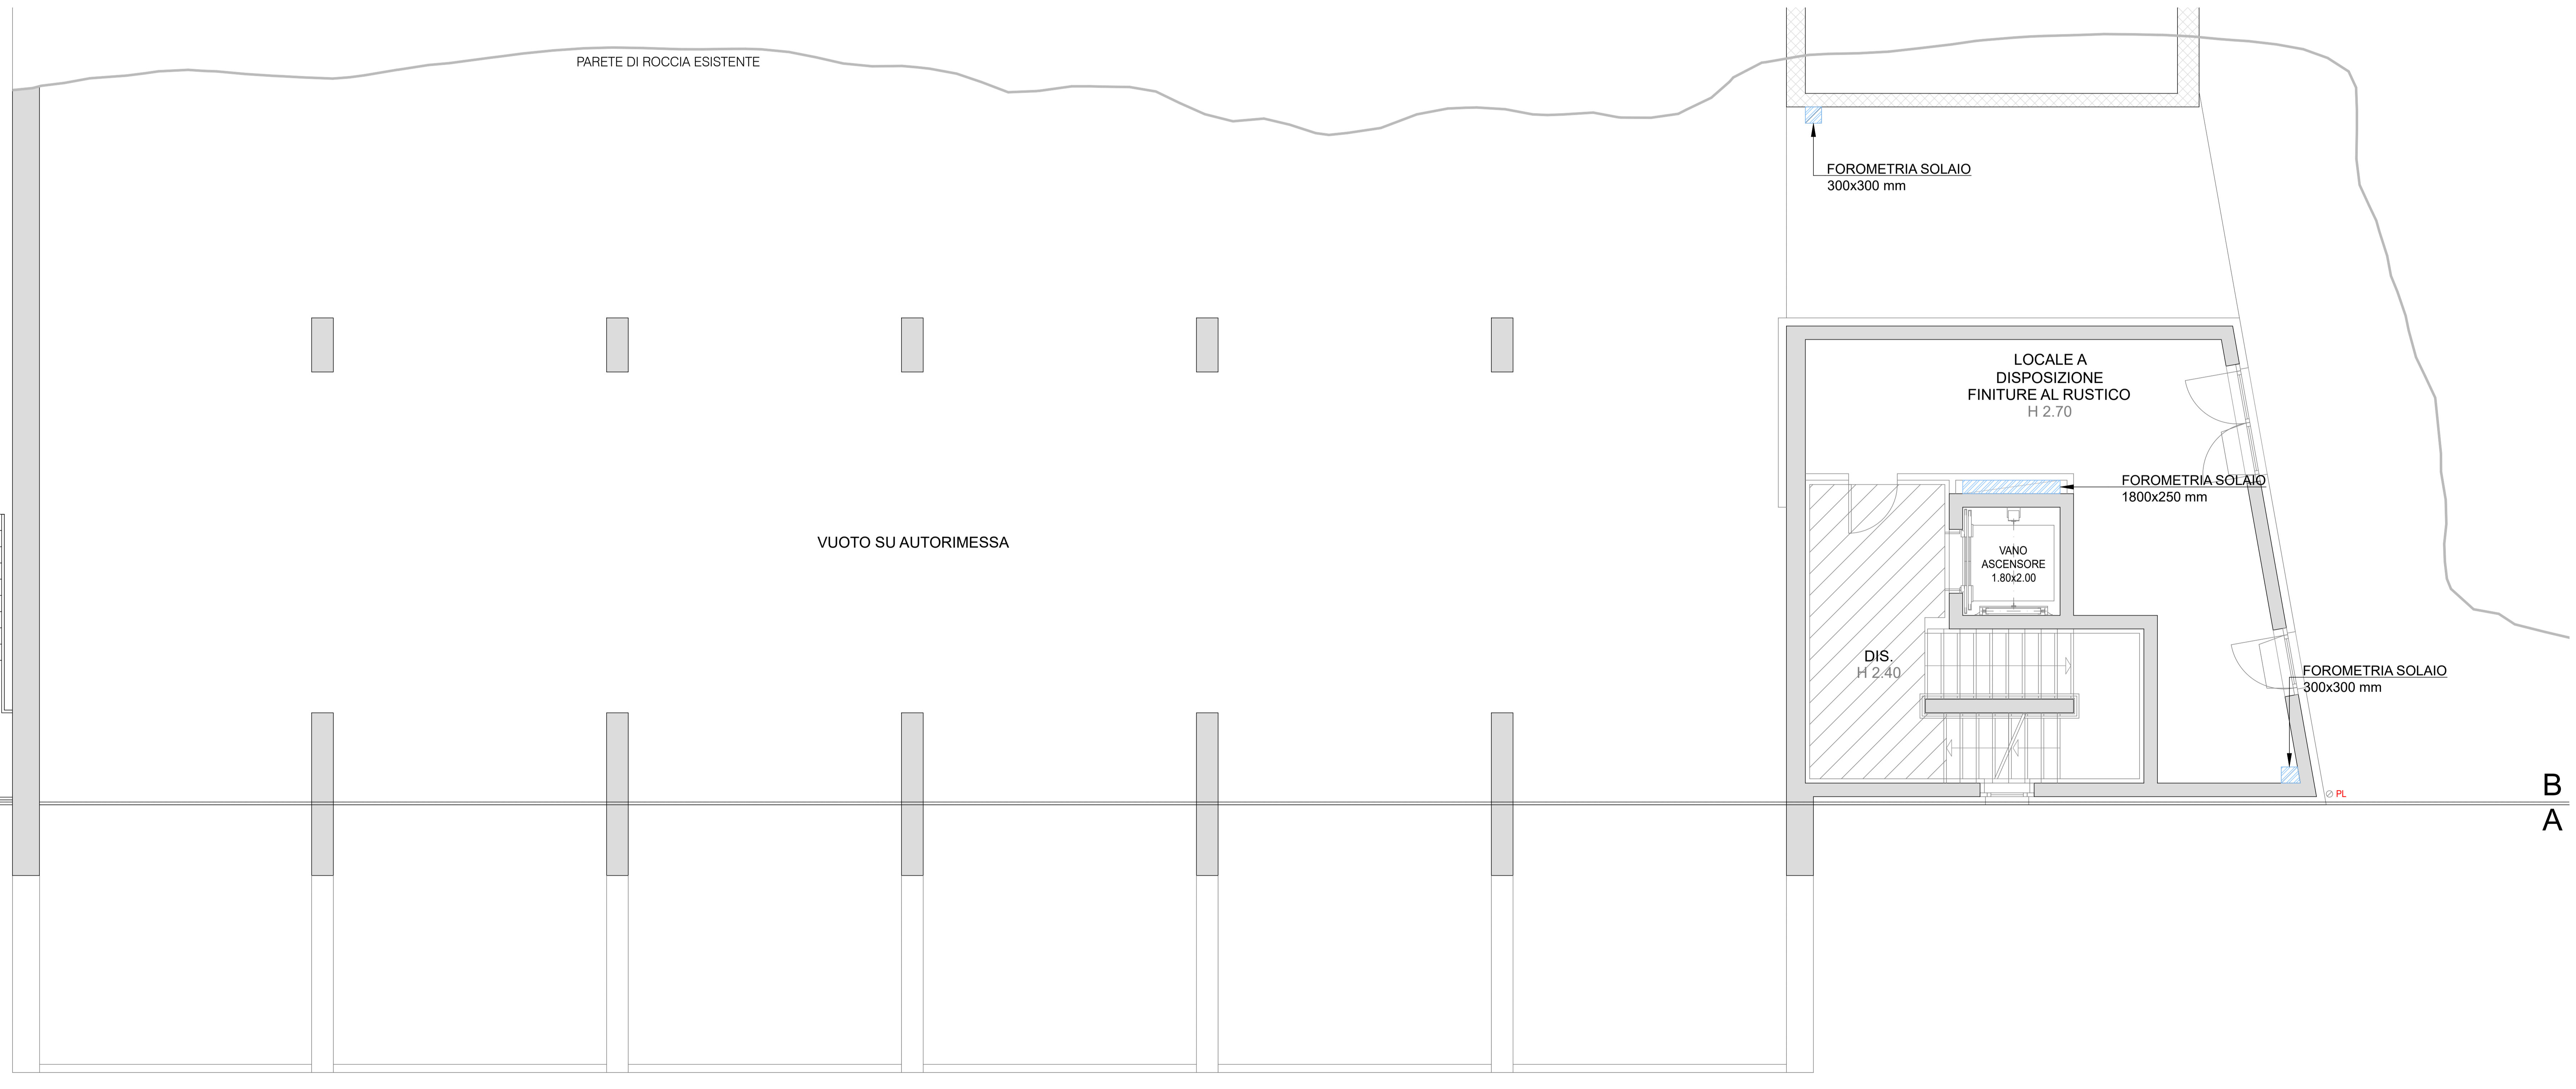 PARETE DI ROCCIA ESISTENTE
FOROMETRIA SOLAIO
300x300 mm
LOCALE A
DISPOSIZIONE
FINITURE AL RUSTICO
H 2.70
FOROMETRIA SOLAIO
1800x250 mm
VUOTO SU AUTORIMESSA
VANO
ASCENSORE
1.80x2.00
DIS.
H 2.40
FOROMETRIA SOLAIO
300x300 mm
PL
B
A